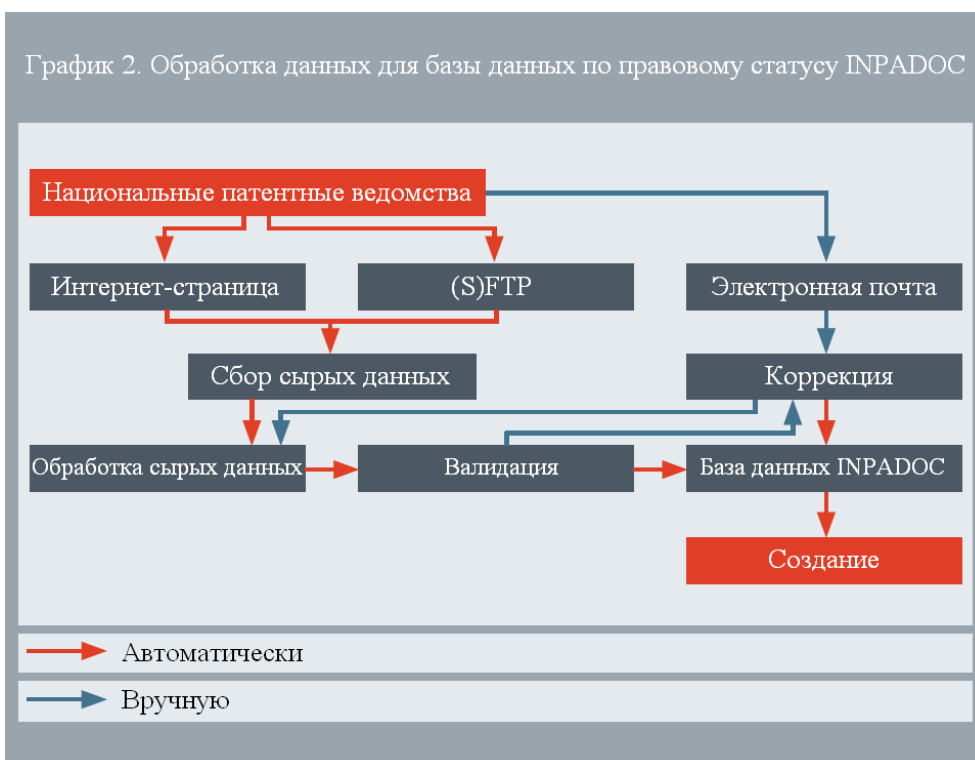 График 2. Обработка данных для базы данных по правовому статусу INPADOC
Национальные патентные ведомства
Интернет-страница
(S)FTP
Электронная почта
Сбор сырых данных
Коррекция
Обработка сырых данных
Валидация
База данных INPADOC
Создание
Автоматически
Вручную